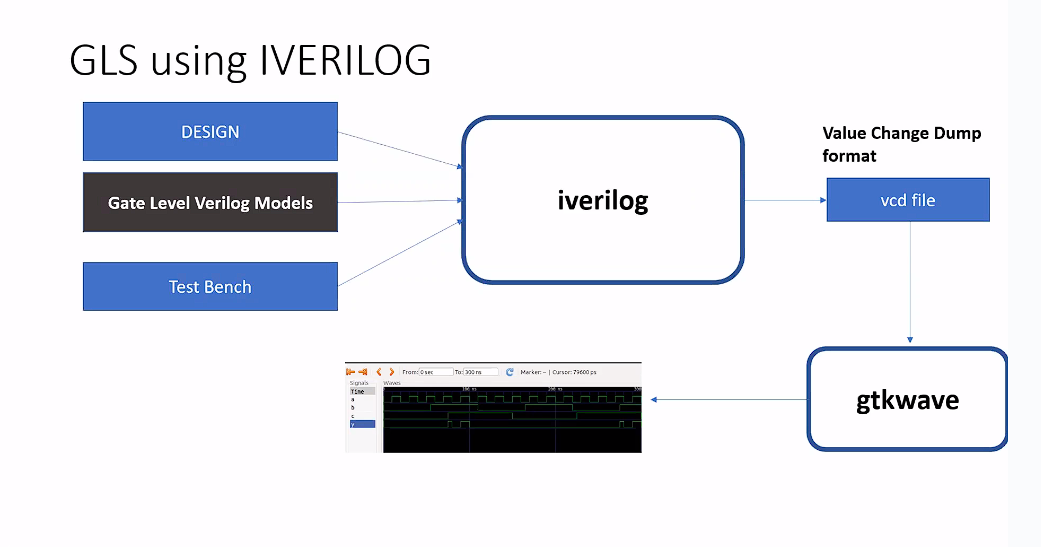 GLS using IVERILOG
DESIGN
Gate Level Verilog Models
Test Bench
iverilog
Value Change Dump
format
vcd file
gtkwave
From: 0 sec To: 300 ns Marker: -- | Cursor: 79600 ps
Signals Waves
Time
a
b
c
y
100 ns 200 ns